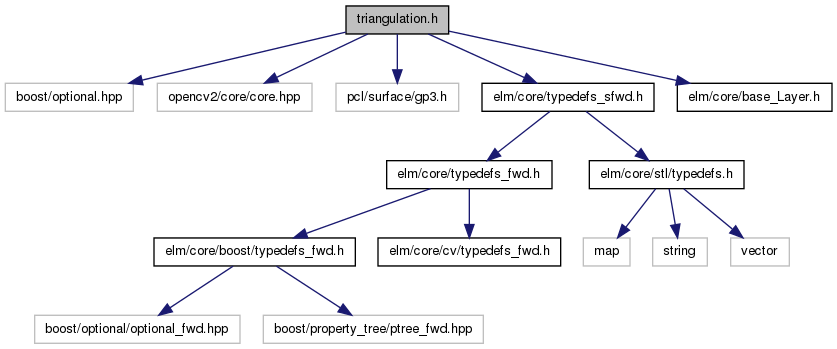 triangulation.h
boost/optional.hpp
opencv2/core/core.hpp
pcl/surface/gp3.h
elm/core/typedefs_sfwd.h
elm/core/base_Layer.h
elm/core/typedefs_fwd.h
elm/core/stl/typedefs.h
elm/core/boost/typedefs_fwd.h
elm/core/cv/typedefs_fwd.h
map
string
vector
boost/optional/optional_fwd.hpp
boost/property_tree/ptree_fwd.hpp